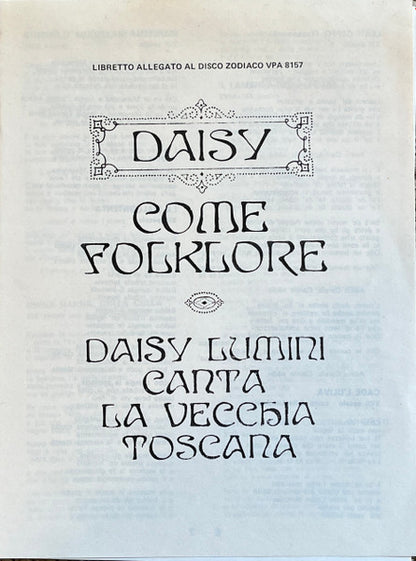 LIBRETTO ALLEGATO AL DISCO ZODIACO VPA 8157
DAISY
COME
FOLKLORE
DAISY LUMINI
CANTA
LA VECCHIA
TOSCANA